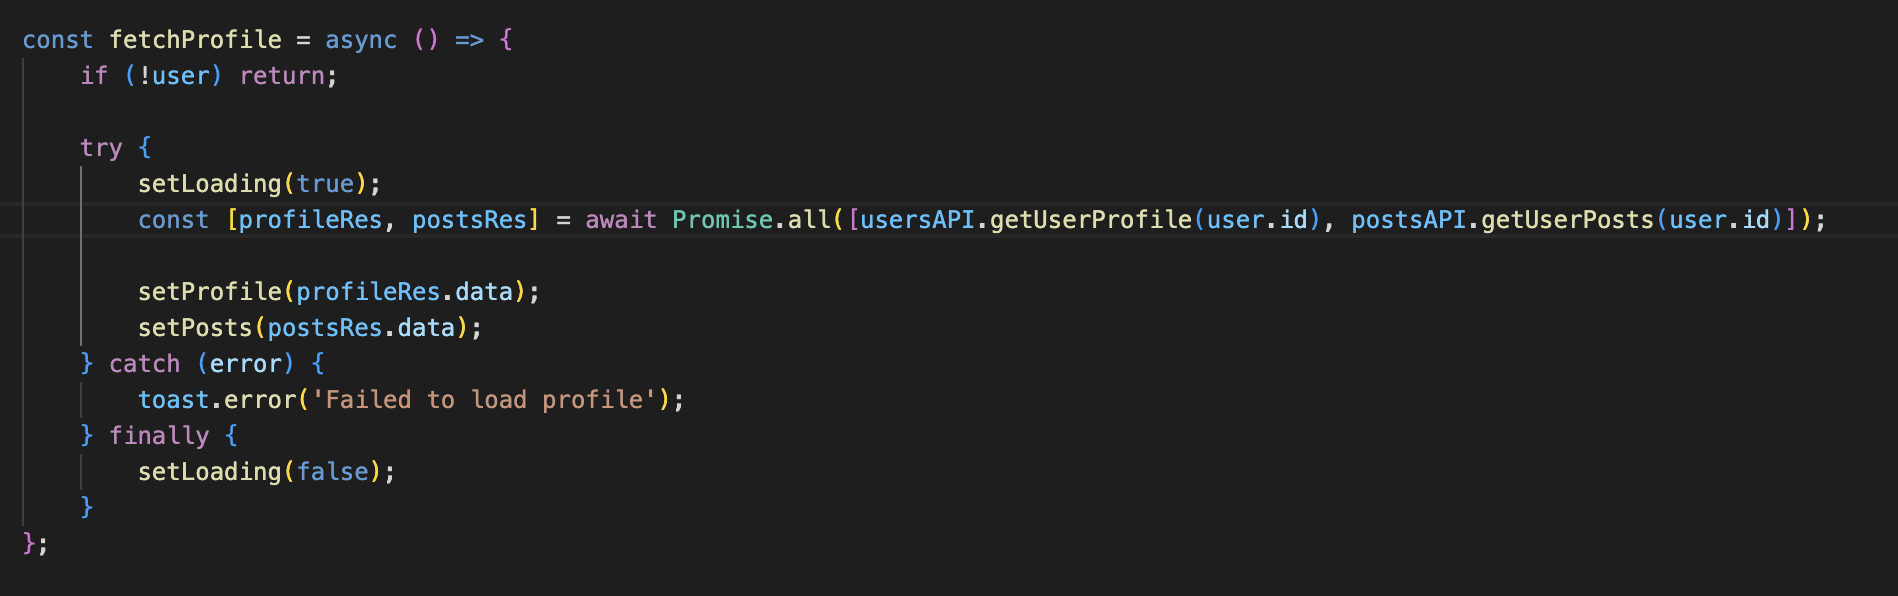 const fetchProfile = async () => {
    if (!user) return;

    try {
        setLoading(true);
        const [profileRes, postsRes] = await Promise.all([usersAPI.getUserProfile(user.id), postsAPI.getUserPosts(user.id)]);

        setProfile(profileRes.data);
        setPosts(postsRes.data);
    } catch (error) {
        toast.error('Failed to load profile');
    } finally {
        setLoading(false);
    }
};